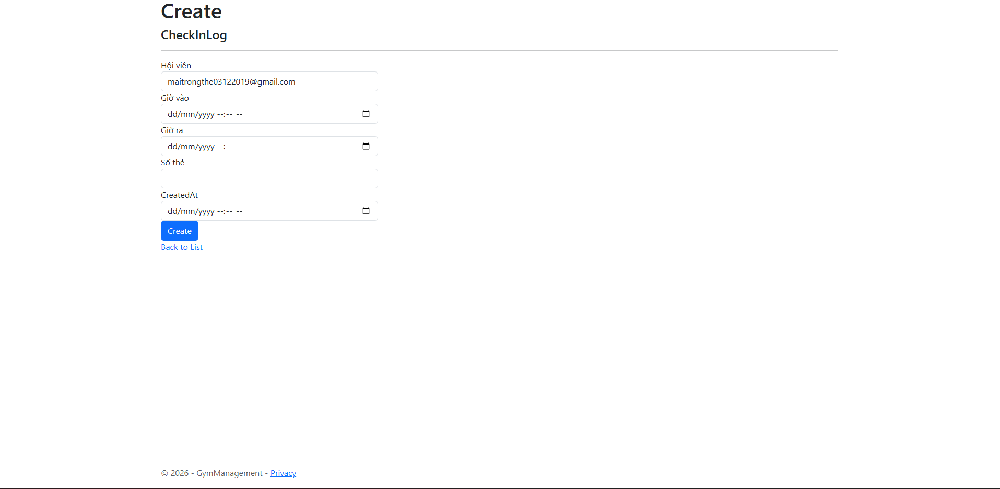 Create
CheckInLog
Hội viên
maitrongthe03122019@gmail.com
Giờ vào
dd/mm/yyyy --:-- --
Giờ ra
dd/mm/yyyy --:-- --
Số thẻ
CreatedAt
dd/mm/yyyy --:-- --
Create
Back to List
© 2026 - GymManagement - Privacy